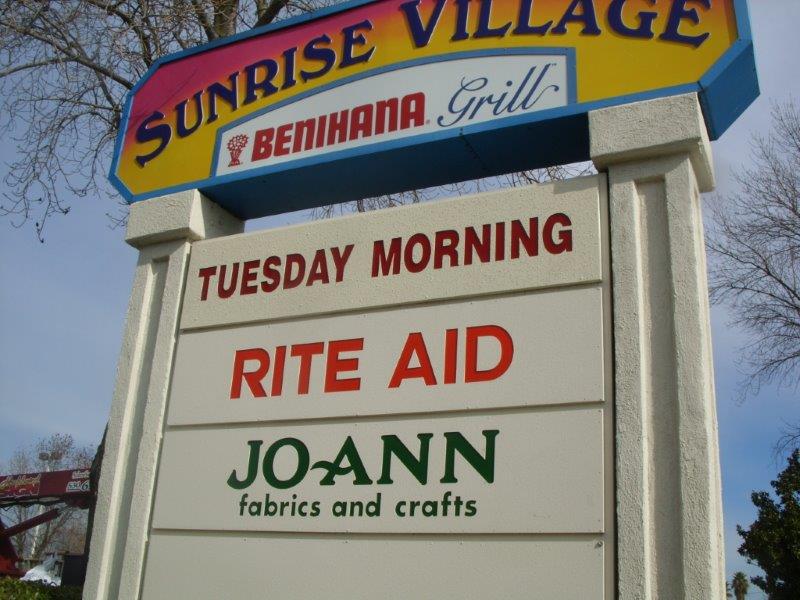 SUNRISE VILLAGE
BENIHANA Grill
TUESDAY MORNING
RITE AID
JO-ANN
fabrics and crafts